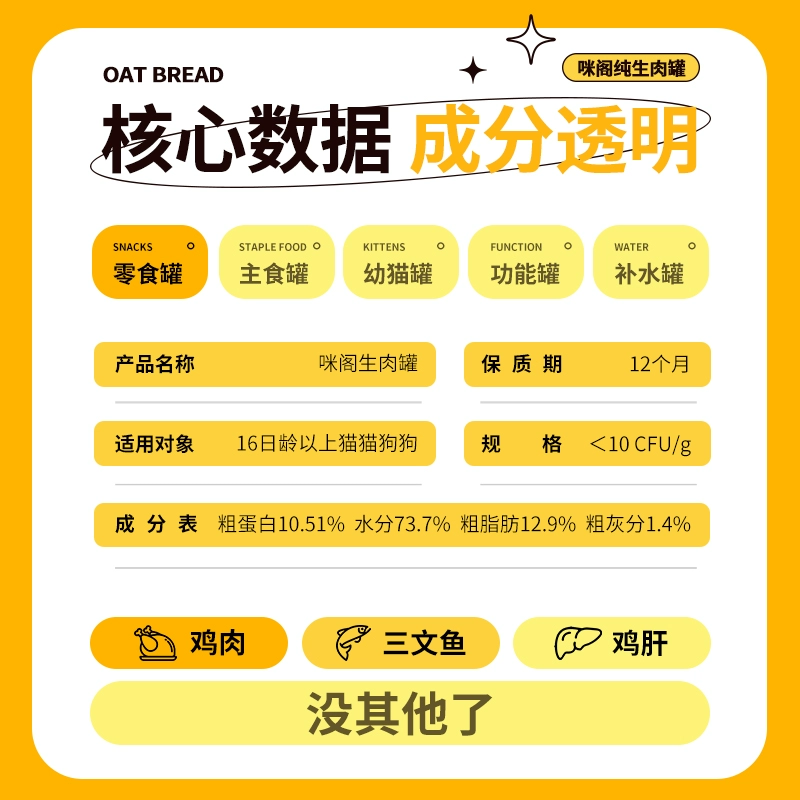 OAT BREAD
咪阁纯生肉罐
核心数据 成分透明
SNACKS
零食罐
STAPLE FOOD
主食罐
KITTENS
幼猫罐
FUNCTION
功能罐
WATER
补水罐
产品名称 咪阁生肉罐
保质期 12个月
适用对象 16日龄以上猫猫狗狗
规格 <10 CFU/g
成分表 粗蛋白10.51% 水分73.7% 粗脂肪12.9% 粗灰分1.4%
鸡肉
三文鱼
鸡肝
没其他了